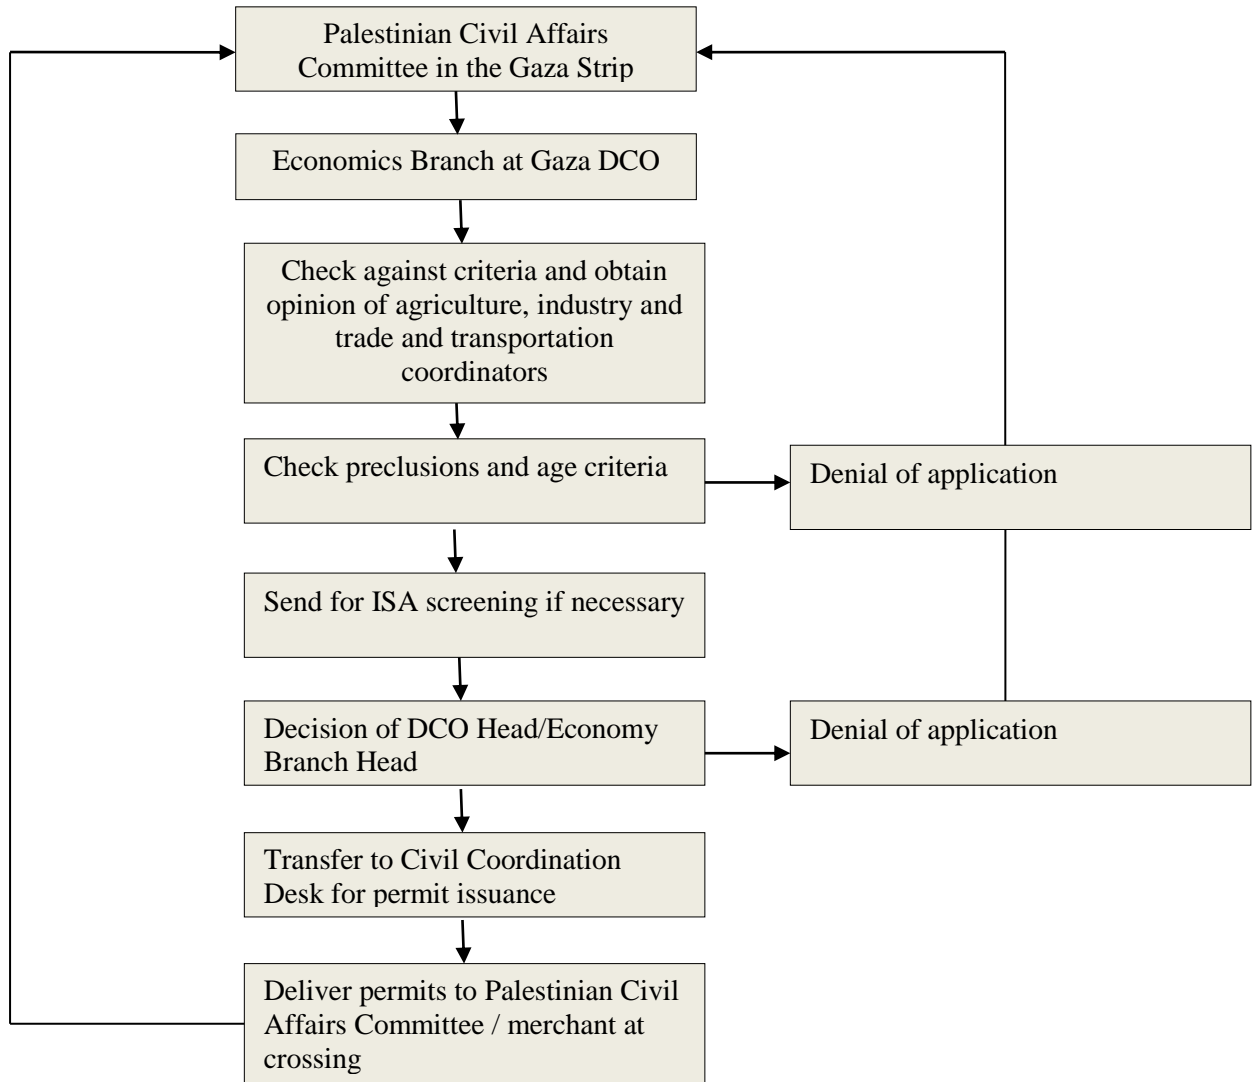 Palestinian Civil Affairs
Committee in the Gaza Strip
Economics Branch at Gaza DCO
Check against criteria and obtain
opinion of agriculture, industry and
trade and transportation
coordinators
Check preclusions and age criteria
Denial of application
Send for ISA screening if necessary
Decision of DCO Head/Economy
Branch Head
Denial of application
Transfer to Civil Coordination
Desk for permit issuance
Deliver permits to Palestinian Civil
Affairs Committee / merchant at
crossing